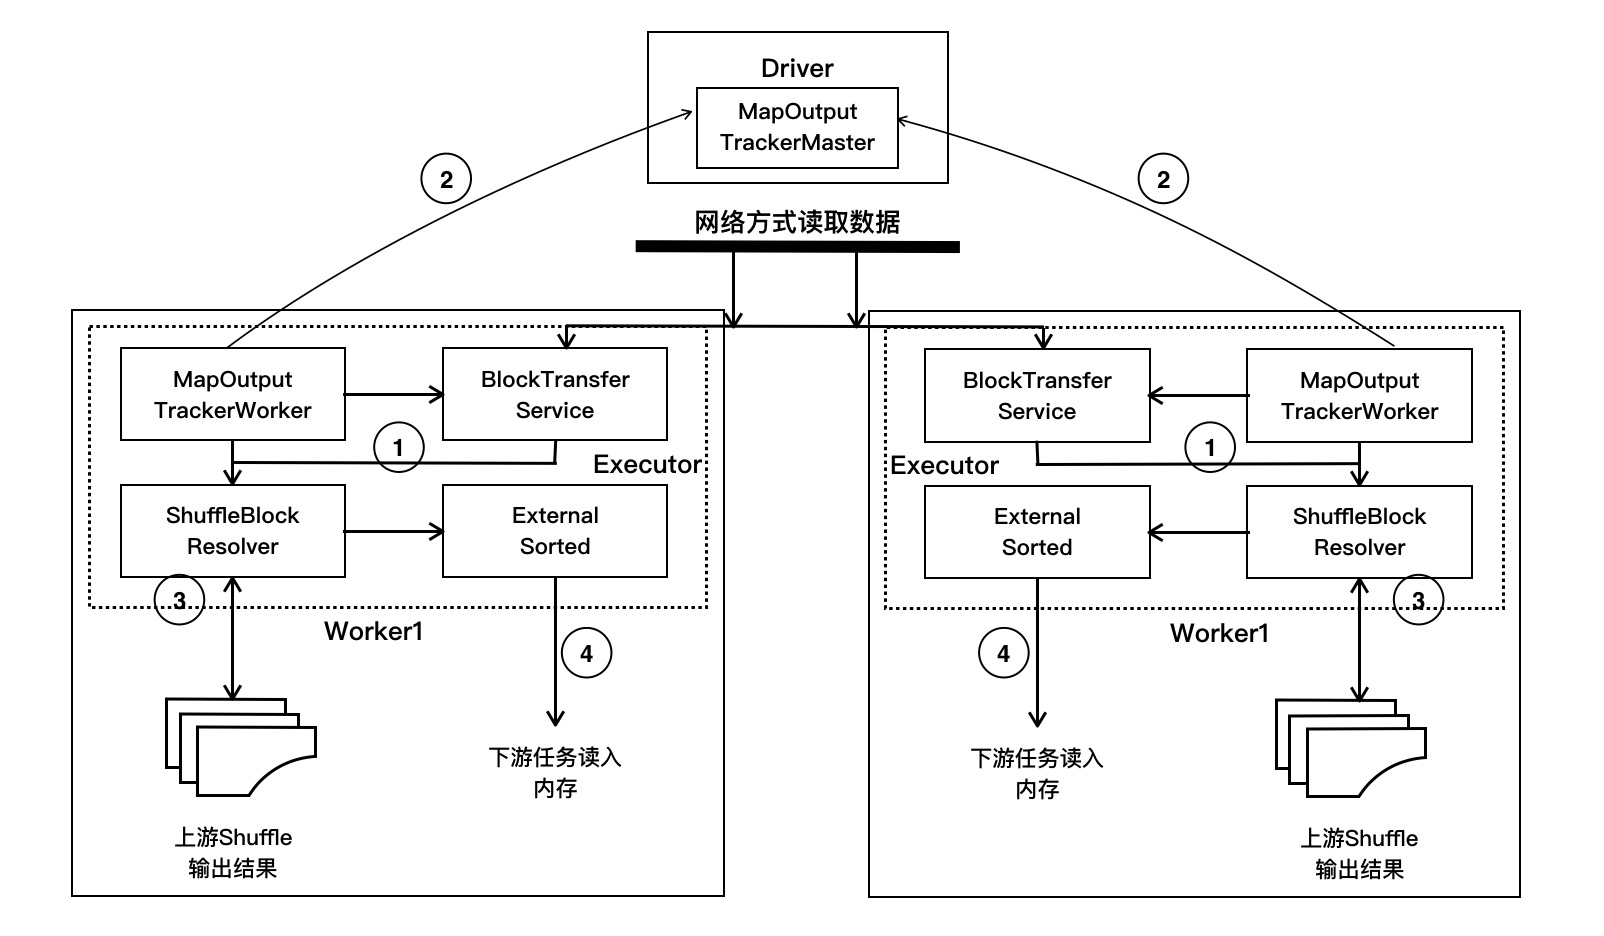 Driver
MapOutput
TrackerMaster
2
2
网络方式读取数据
MapOutput
TrackerWorker
BlockTransfer
Service
1
Executor
ShuffleBlock
Resolver
External
Sorted
3
Worker1
4
下游任务读入
内存
上游Shuffle
输出结果
BlockTransfer
Service
MapOutput
TrackerWorker
1
Executor
External
Sorted
ShuffleBlock
Resolver
3
Worker1
4
下游任务读入
内存
上游Shuffle
输出结果